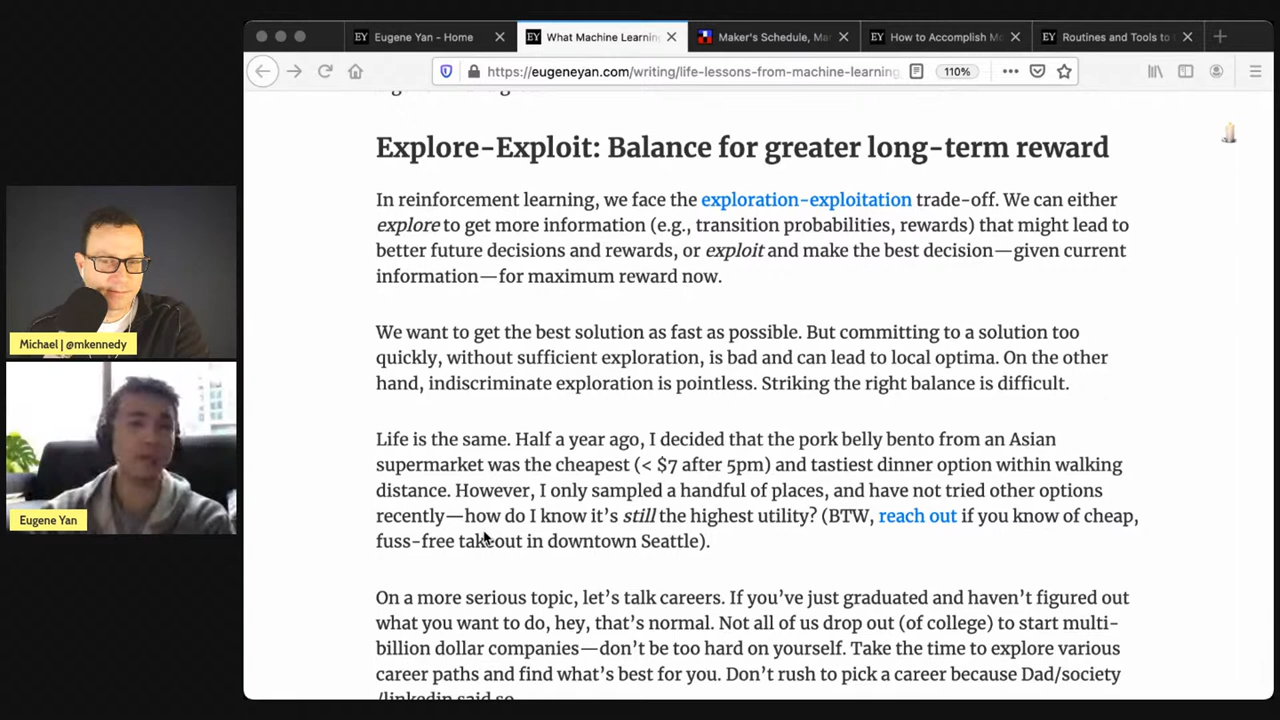 Eugene Yan - Home
What Machine Learnin
Maker's Schedule, Ma
How to Accomplish M
Routines and Tools to
https://eugeneyan.com/writing/life-lessons-from-machine-learning
110%
Explore-Exploit: Balance for greater long-term reward
In reinforcement learning, we face the exploration-exploitation trade-off. We can either
explore to get more information (e.g., transition probabilities, rewards) that might lead to
better future decisions and rewards, or exploit and make the best decision—given current
information—for maximum reward now.
We want to get the best solution as fast as possible. But committing to a solution too
quickly, without sufficient exploration, is bad and can lead to local optima. On the other
hand, indiscriminate exploration is pointless. Striking the right balance is difficult.
Life is the same. Half a year ago, I decided that the pork belly bento from an Asian
supermarket was the cheapest (< $7 after 5pm) and tastiest dinner option within walking
distance. However, I only sampled a handful of places, and have not tried other options
recently—how do I know it's still the highest utility? (BTW, reach out if you know of cheap,
fuss-free takeout in downtown Seattle).
On a more serious topic, let's talk careers. If you've just graduated and haven't figured out
what you want to do, hey, that's normal. Not all of us drop out (of college) to start multi-
billion dollar companies—don't be too hard on yourself. Take the time to explore various
career paths and find what's best for you. Don't rush to pick a career because Dad/society
/linkedin said so
Michael | @mkennedy
Eugene Yan
EY
EY
EY
EY